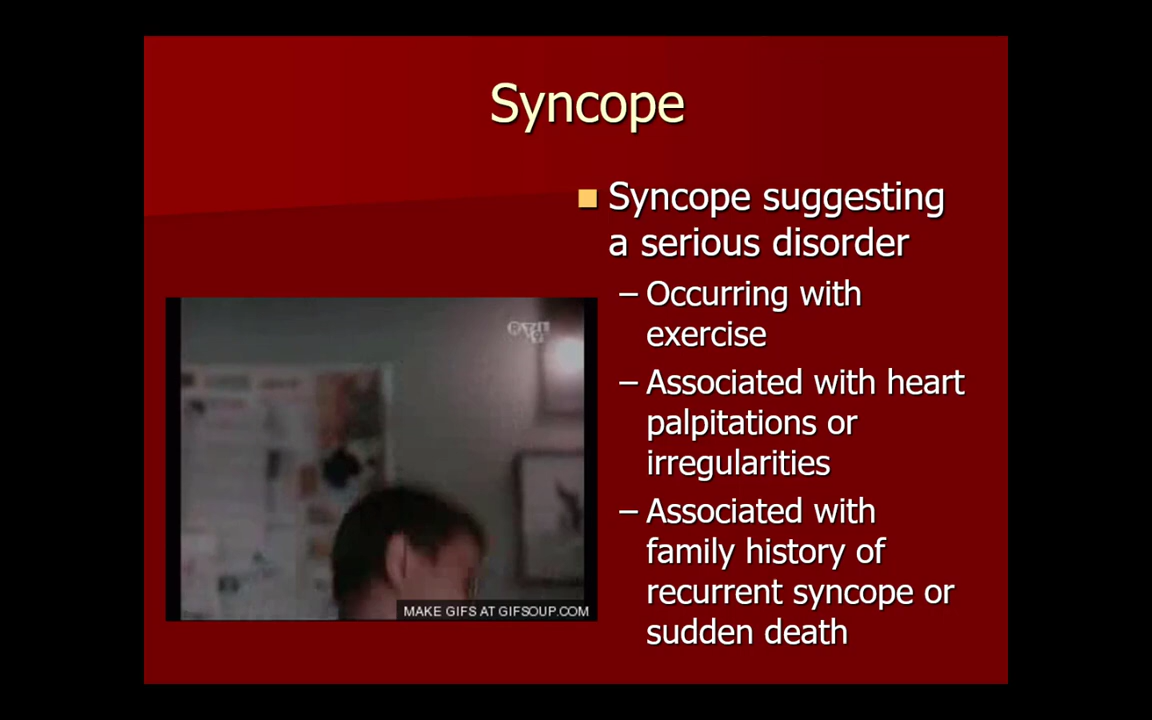 Syncope
Syncope suggesting
a serious disorder
– Occurring with
exercise
– Associated with heart
palpitations or
irregularities
– Associated with
family history of
recurrent syncope or
sudden death
MAKE GIFS AT GIFSOUP.COM